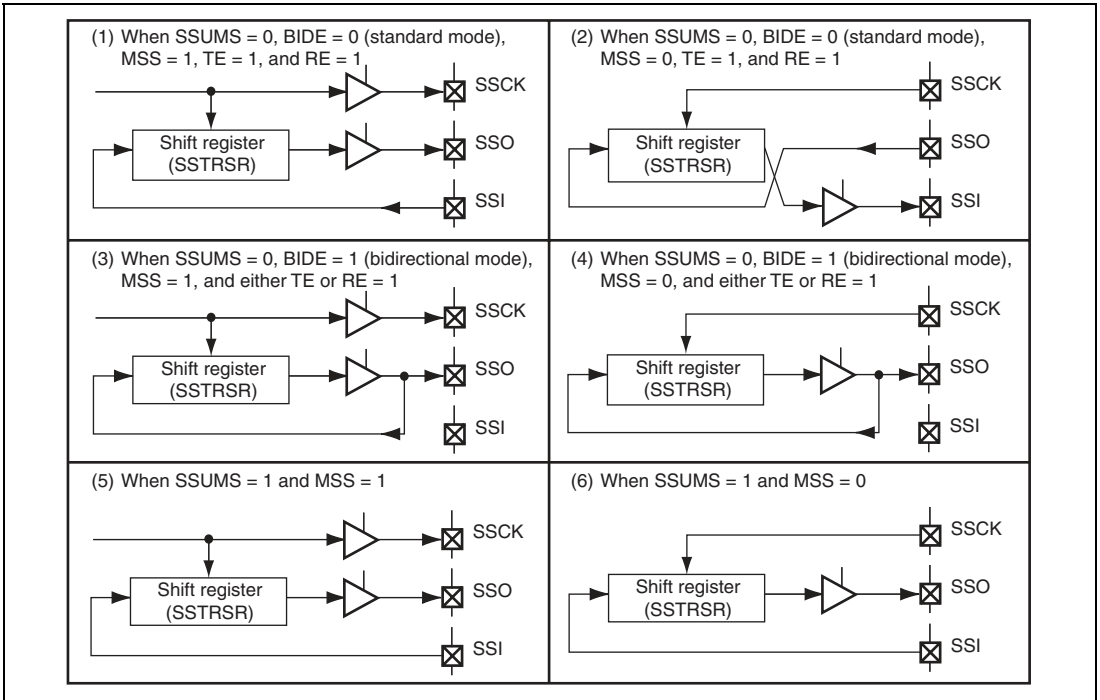 (1) When SSUMS = 0, BIDE = 0 (standard mode),
MSS = 1, TE = 1, and RE = 1
SSCK
Shift register
(SSTRSR)
SSO
SSI
(2) When SSUMS = 0, BIDE = 0 (standard mode),
MSS = 0, TE = 1, and RE = 1
SSCK
Shift register
(SSTRSR)
SSO
SSI
(3) When SSUMS = 0, BIDE = 1 (bidirectional mode),
MSS = 1, and either TE or RE = 1
SSCK
Shift register
(SSTRSR)
SSO
SSI
(4) When SSUMS = 0, BIDE = 1 (bidirectional mode),
MSS = 0, and either TE or RE = 1
SSCK
Shift register
(SSTRSR)
SSO
SSI
(5) When SSUMS = 1 and MSS = 1
SSCK
Shift register
(SSTRSR)
SSO
SSI
(6) When SSUMS = 1 and MSS = 0
SSCK
Shift register
(SSTRSR)
SSO
SSI